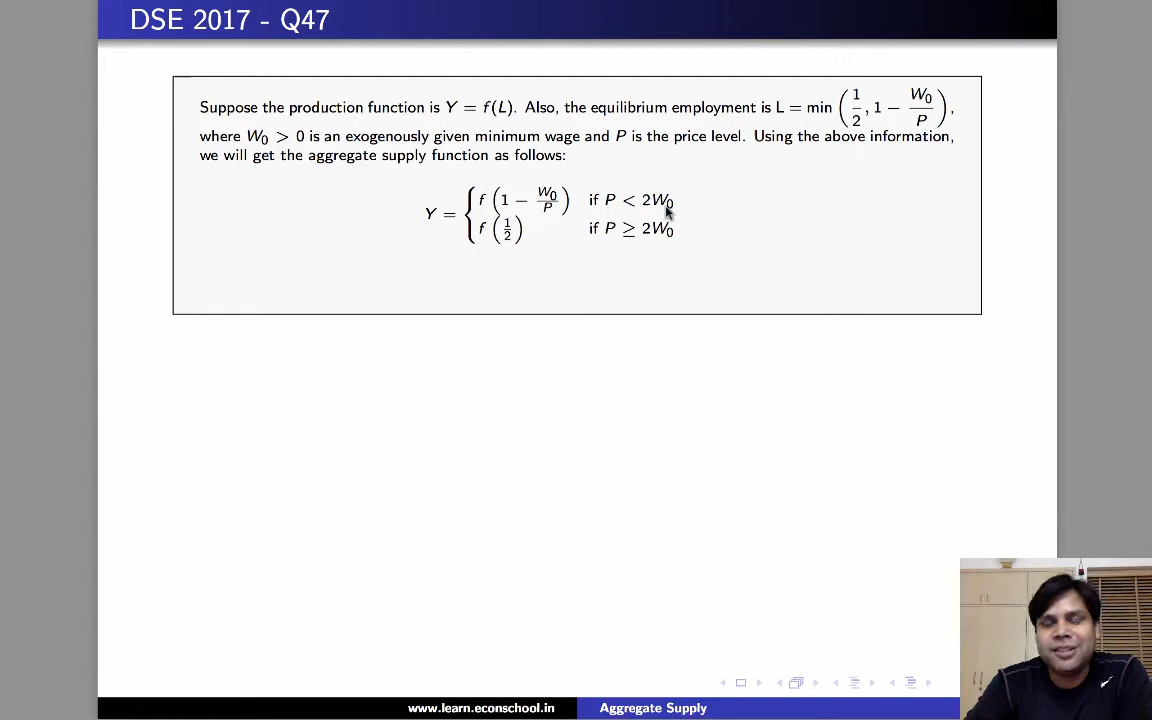 DSE 2017 - Q47
Suppose the production function is Y = f(L). Also, the equilibrium employment is L = min (1/2, 1 − W₀/P),
where W₀ > 0 is an exogenously given minimum wage and P is the price level. Using the above information,
we will get the aggregate supply function as follows:
Y = { f (1 − W₀/P) if P < 2W₀
f (1/2) if P ≥ 2W₀
www.learn.econschool.in Aggregate Supply